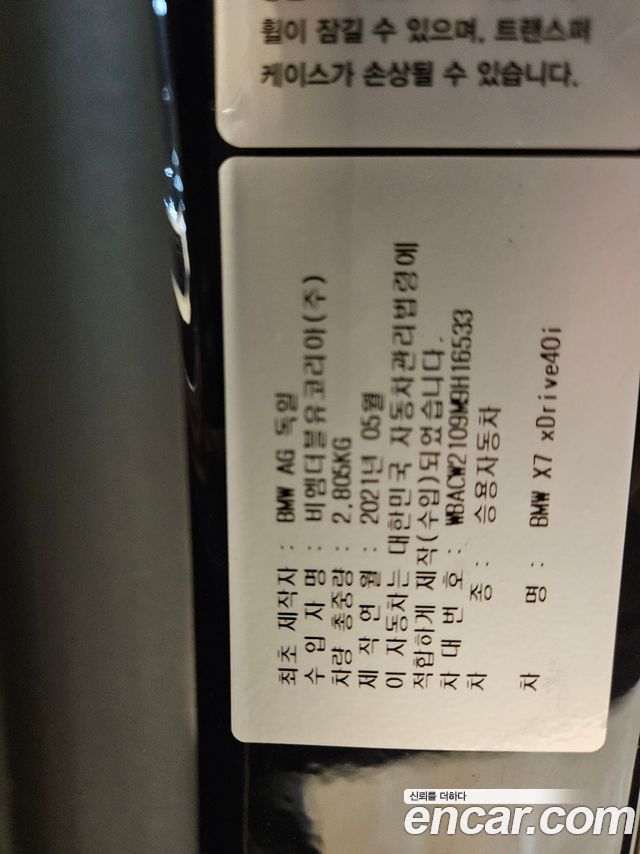 휠이 잠길 수 있으며, 트랜스퍼
케이스가 손상될 수 있습니다.
최초 제작자 : BMW AG 독일
수입자명 : 비엠더블유코리아(주)
차량 총중량 : 2,805KG
제작연월 : 2021년 05월
이 자동차는 대한민국 자동차관리법령에
적합하게 제작(수입)되었습니다.
차대번호 : WBACW2109M9H16533
차 종 : 승용자동차
차 명 : BMW X7 xDrive40i
신뢰를 더하다
encar.com